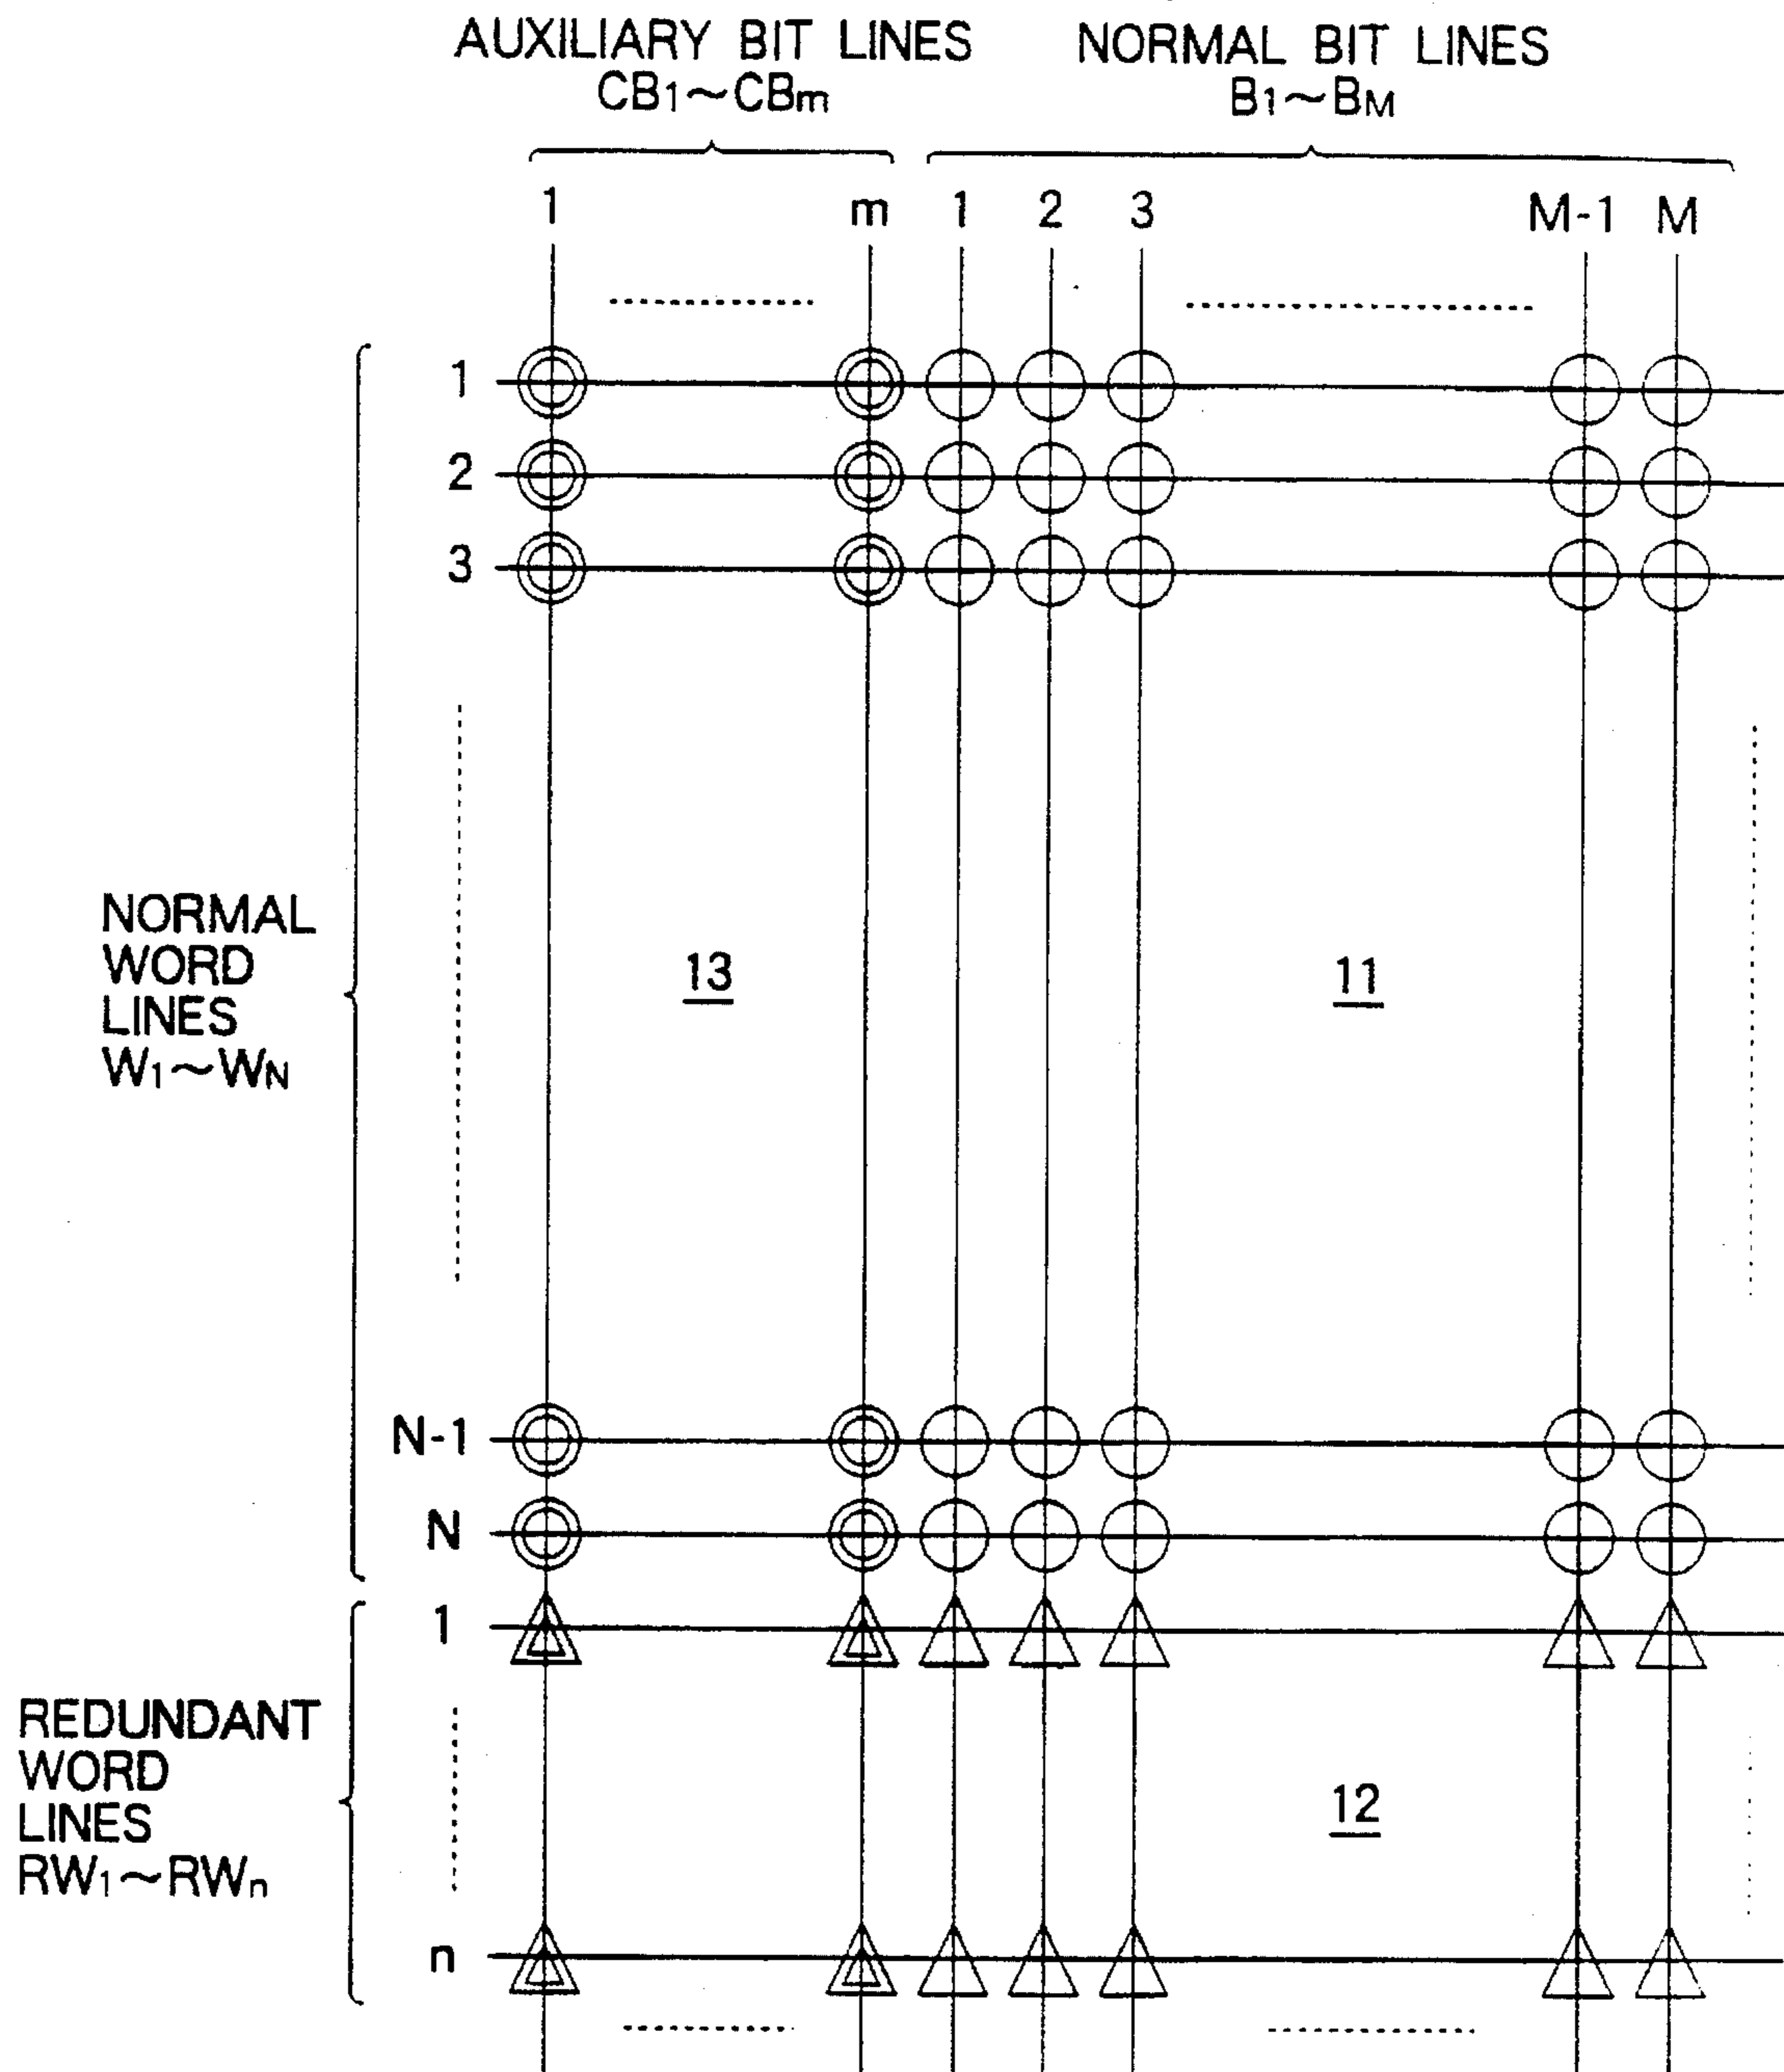 AUXILIARY BIT LINES
CB1~CBm
NORMAL BIT LINES
B1~BM
1 m 1 2 3 M-1 M
1
2
3
NORMAL
WORD
LINES
W1~WN
13
11
N-1
N
1
REDUNDANT
WORD
LINES
RW1~RWn
12
n